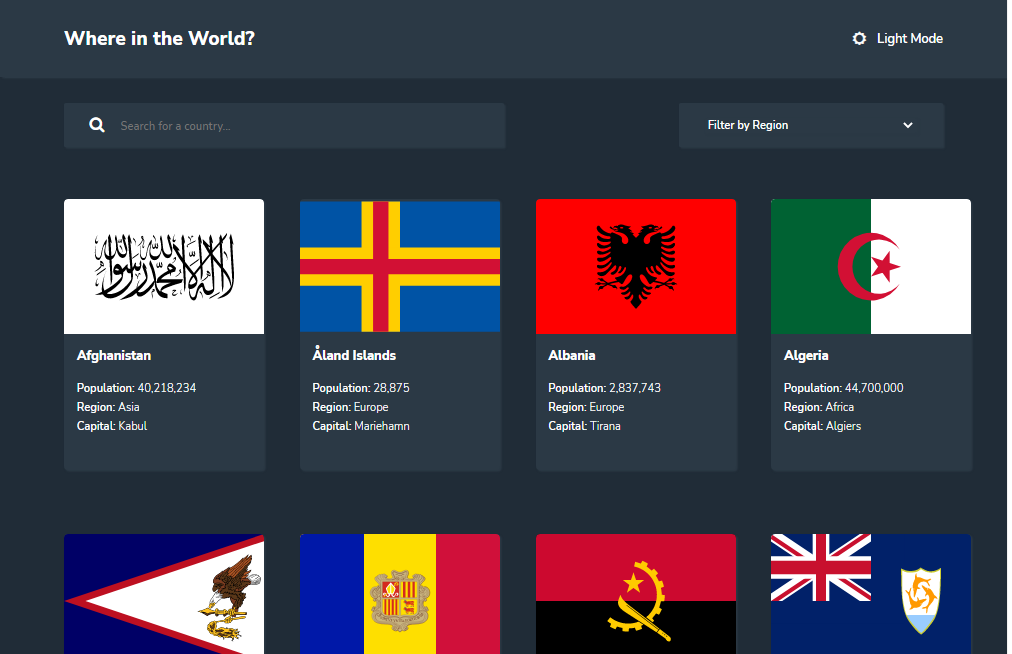 Where in the World?
Light Mode
Search for a country...
Filter by Region
لا إله إلا الله محمد رسول الله
Afghanistan
Population: 40,218,234
Region: Asia
Capital: Kabul
Åland Islands
Population: 28,875
Region: Europe
Capital: Mariehamn
Albania
Population: 2,837,743
Region: Europe
Capital: Tirana
Algeria
Population: 44,700,000
Region: Africa
Capital: Algiers